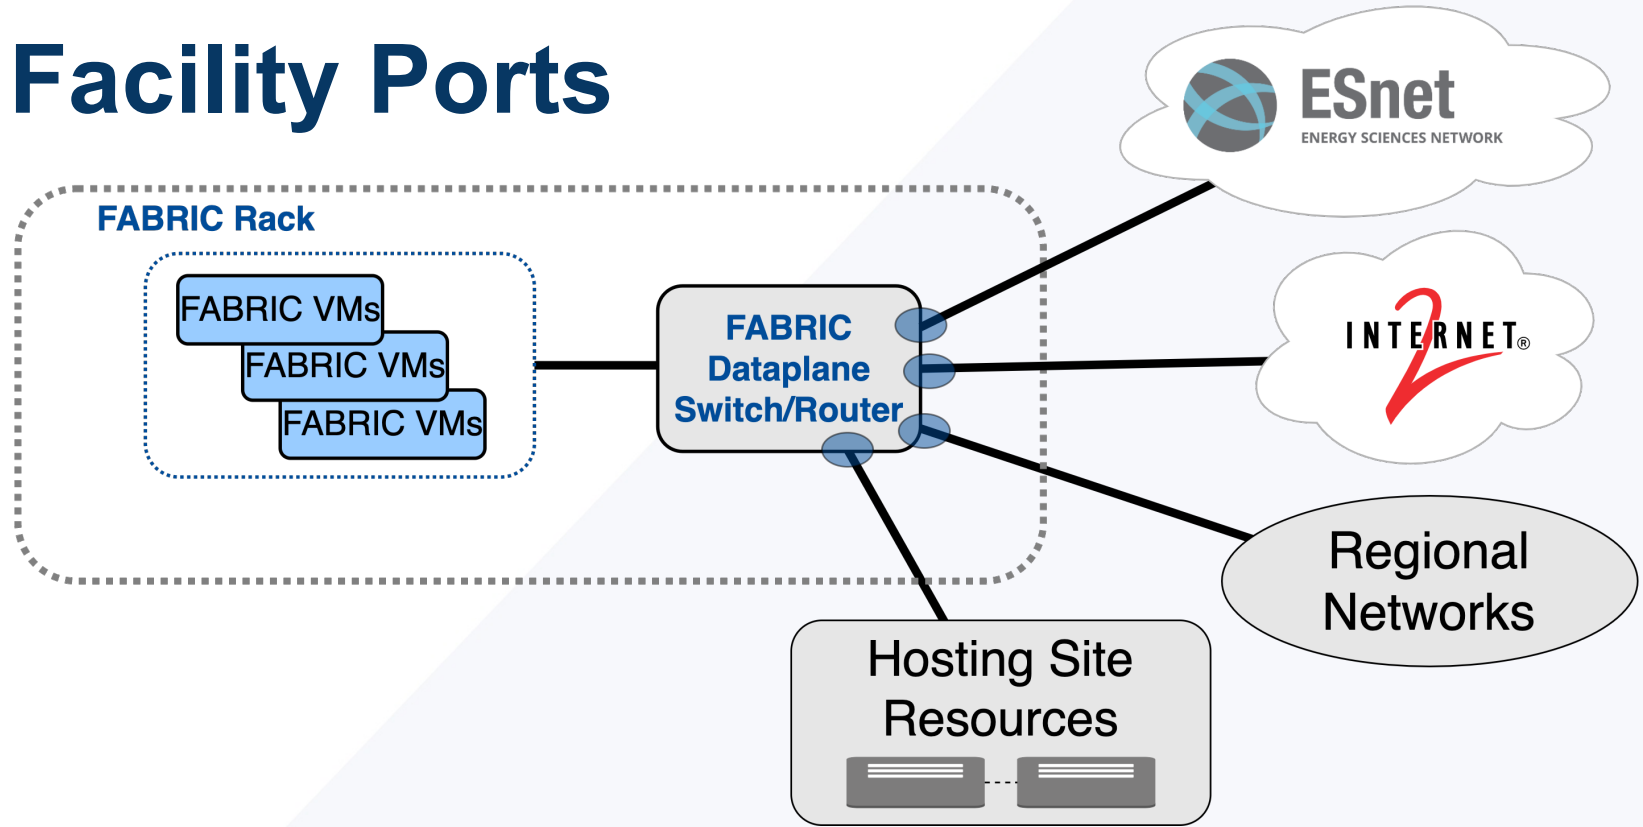 Facility Ports
ESnet
ENERGY SCIENCES NETWORK
FABRIC Rack
FABRIC VMs
FABRIC VMs
FABRIC VMs
FABRIC
Dataplane
Switch/Router
INTERNET®
2
Regional
Networks
Hosting Site
Resources